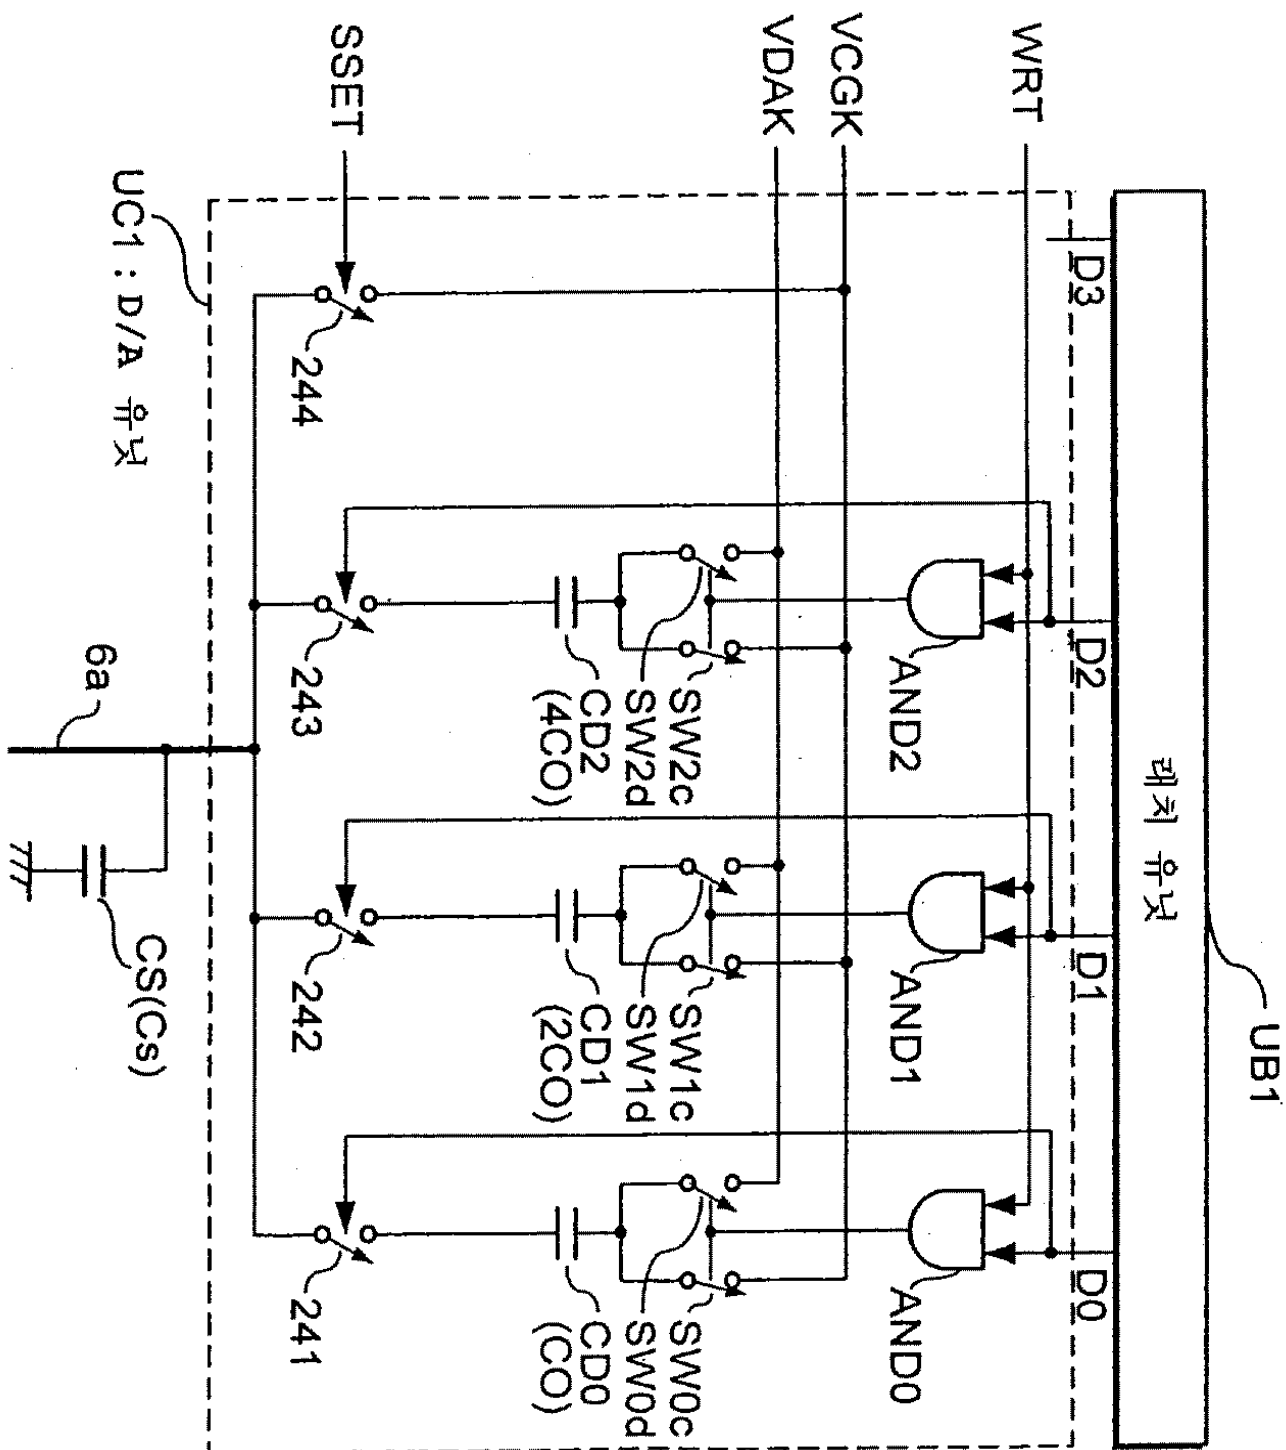 UB1
래치 유닛
D3
D2
D1
D0
WRT
AND2
AND1
AND0
VCGK
VDAK
SW2c
SW2d
CD2
(4CO)
SW1c
SW1d
CD1
(2CO)
SW0c
SW0d
CD0
(CO)
SSET
244
243
242
241
UC1 : D/A 유닛
6a
CS(Cs)